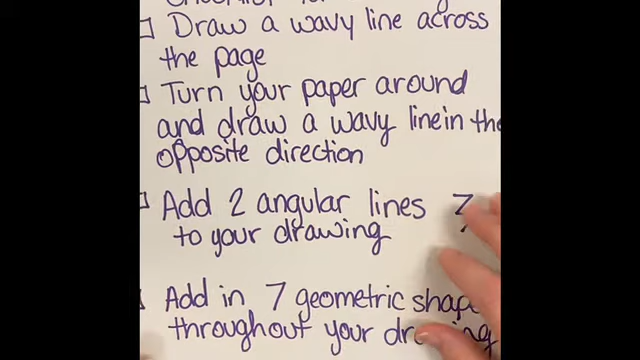 Draw a wavy line across
the page
Turn your paper around
and draw a wavy line in the
opposite direction
Add 2 angular lines
to your drawing
Add in 7 geometric
throughout your